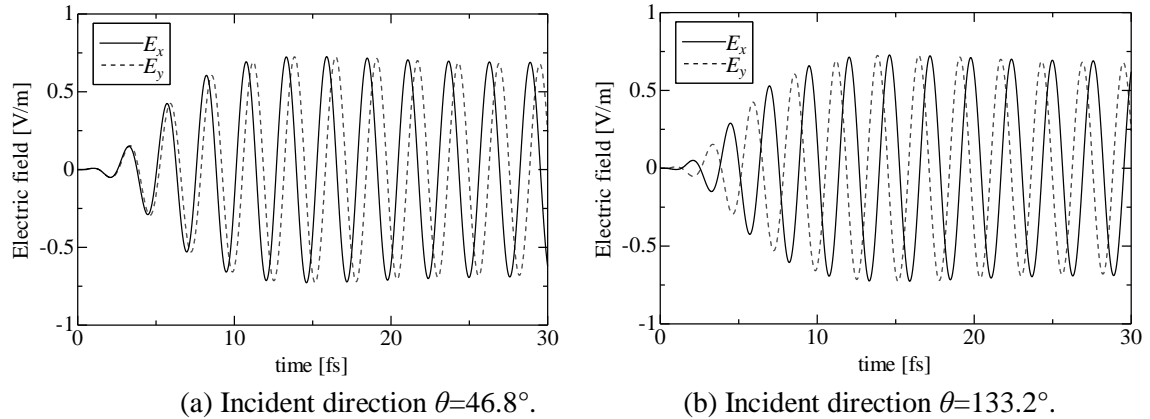 1
0.5
0
-0.5
-1
Electric field [V/m]
Ex
Ey
0 10 20 30
time [fs]
(a) Incident direction θ=46.8°.
1
0.5
0
-0.5
-1
Electric field [V/m]
Ex
Ey
0 10 20 30
time [fs]
(b) Incident direction θ=133.2°.